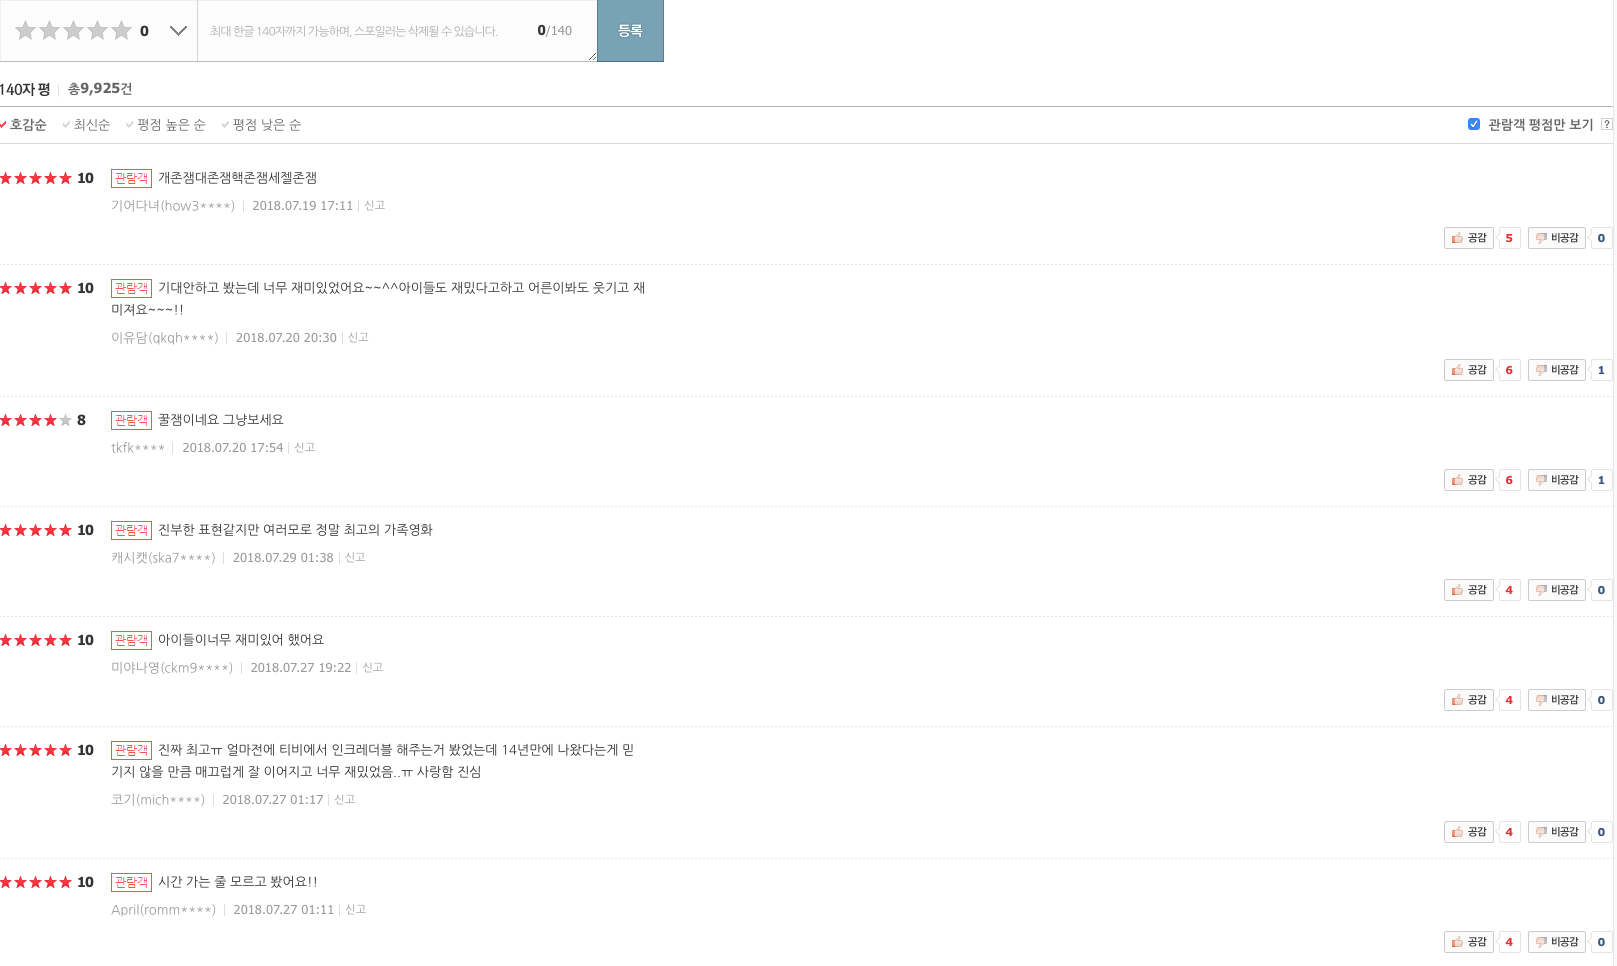 0
최대 한글 140자까지 가능하며, 스포일러는 삭제될 수 있습니다.
0/140
등록
140자 평 총9,925건
호감순 최신순 평점 높은 순 평점 낮은 순
관람객 평점만 보기 ?
10 관람객 개존잼대존잼핵존잼세젤존잼
기어다녀(how3****) 2018.07.19 17:11 신고
공감 5 비공감 0
10 관람객 기대안하고 봤는데 너무 재미있었어요~~^^아이들도 재밌다고하고 어른이봐도 웃기고 재
미져요~~~!!
이유담(qkqh****) 2018.07.20 20:30 신고
공감 6 비공감 1
8 관람객 꿀잼이네요 그냥보세요
tkfk**** 2018.07.20 17:54 신고
공감 6 비공감 1
10 관람객 진부한 표현같지만 여러모로 정말 최고의 가족영화
캐시캣(ska7****) 2018.07.29 01:38 신고
공감 4 비공감 0
10 관람객 아이들이너무 재미있어 했어요
미야나영(ckm9****) 2018.07.27 19:22 신고
공감 4 비공감 0
10 관람객 진짜 최고ㅠ 얼마전에 티비에서 인크레더블 해주는거 봤었는데 14년만에 나왔다는게 믿
기지 않을 만큼 매끄럽게 잘 이어지고 너무 재밌었음..ㅠ 사랑함 진심
코기(mich****) 2018.07.27 01:17 신고
공감 4 비공감 0
10 관람객 시간 가는 줄 모르고 봤어요!!
April(romm****) 2018.07.27 01:11 신고
공감 4 비공감 0